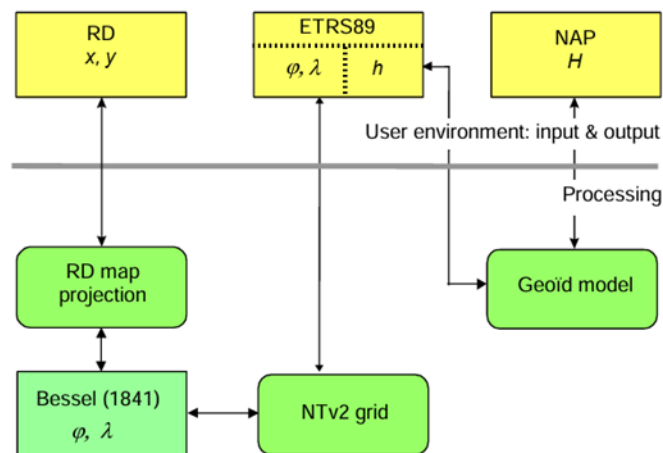 RD
x, y
ETRS89
φ, λ
h
NAP
H
User environment: input & output
Processing
RD map
projection
Geoïd model
Bessel (1841)
φ, λ
NTv2 grid